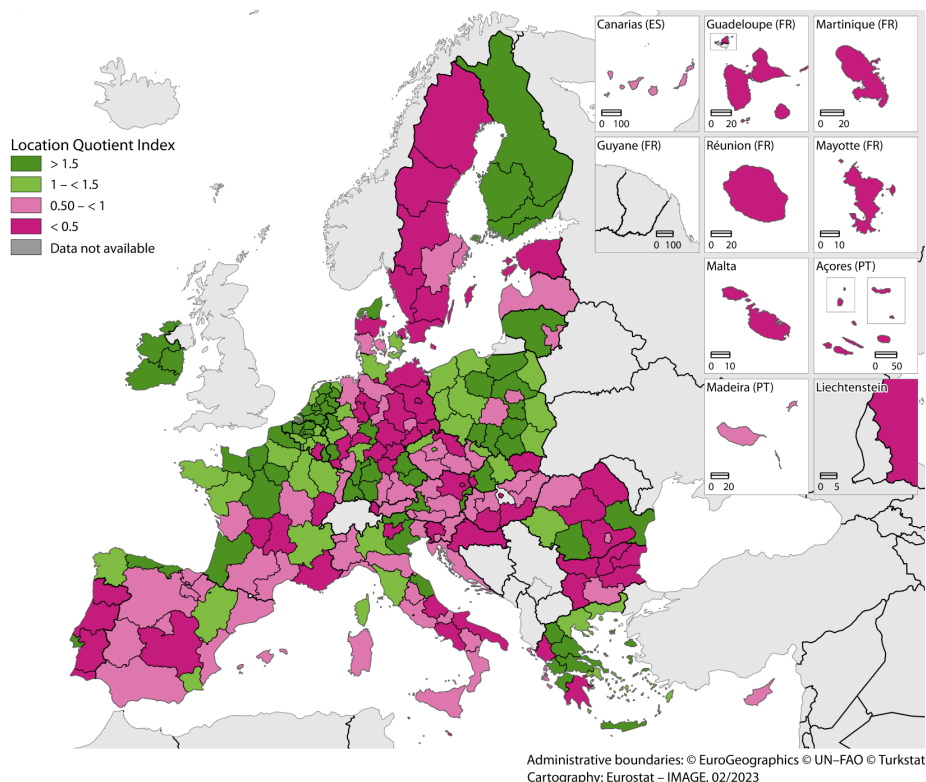 Canarias (ES)
0 100
Guadeloupe (FR)
0 20
Martinique (FR)
0 20
Guyane (FR)
0 100
Réunion (FR)
0 20
Mayotte (FR)
0 10
Malta
0 10
Açores (PT)
0 50
Madeira (PT)
0 20
Liechtenstein
0 5
Location Quotient Index
> 1.5
1 – < 1.5
0.50 – < 1
< 0.5
Data not available
Administrative boundaries: © EuroGeographics © UN–FAO © Turkstat
Cartography: Eurostat – IMAGE, 02/2023